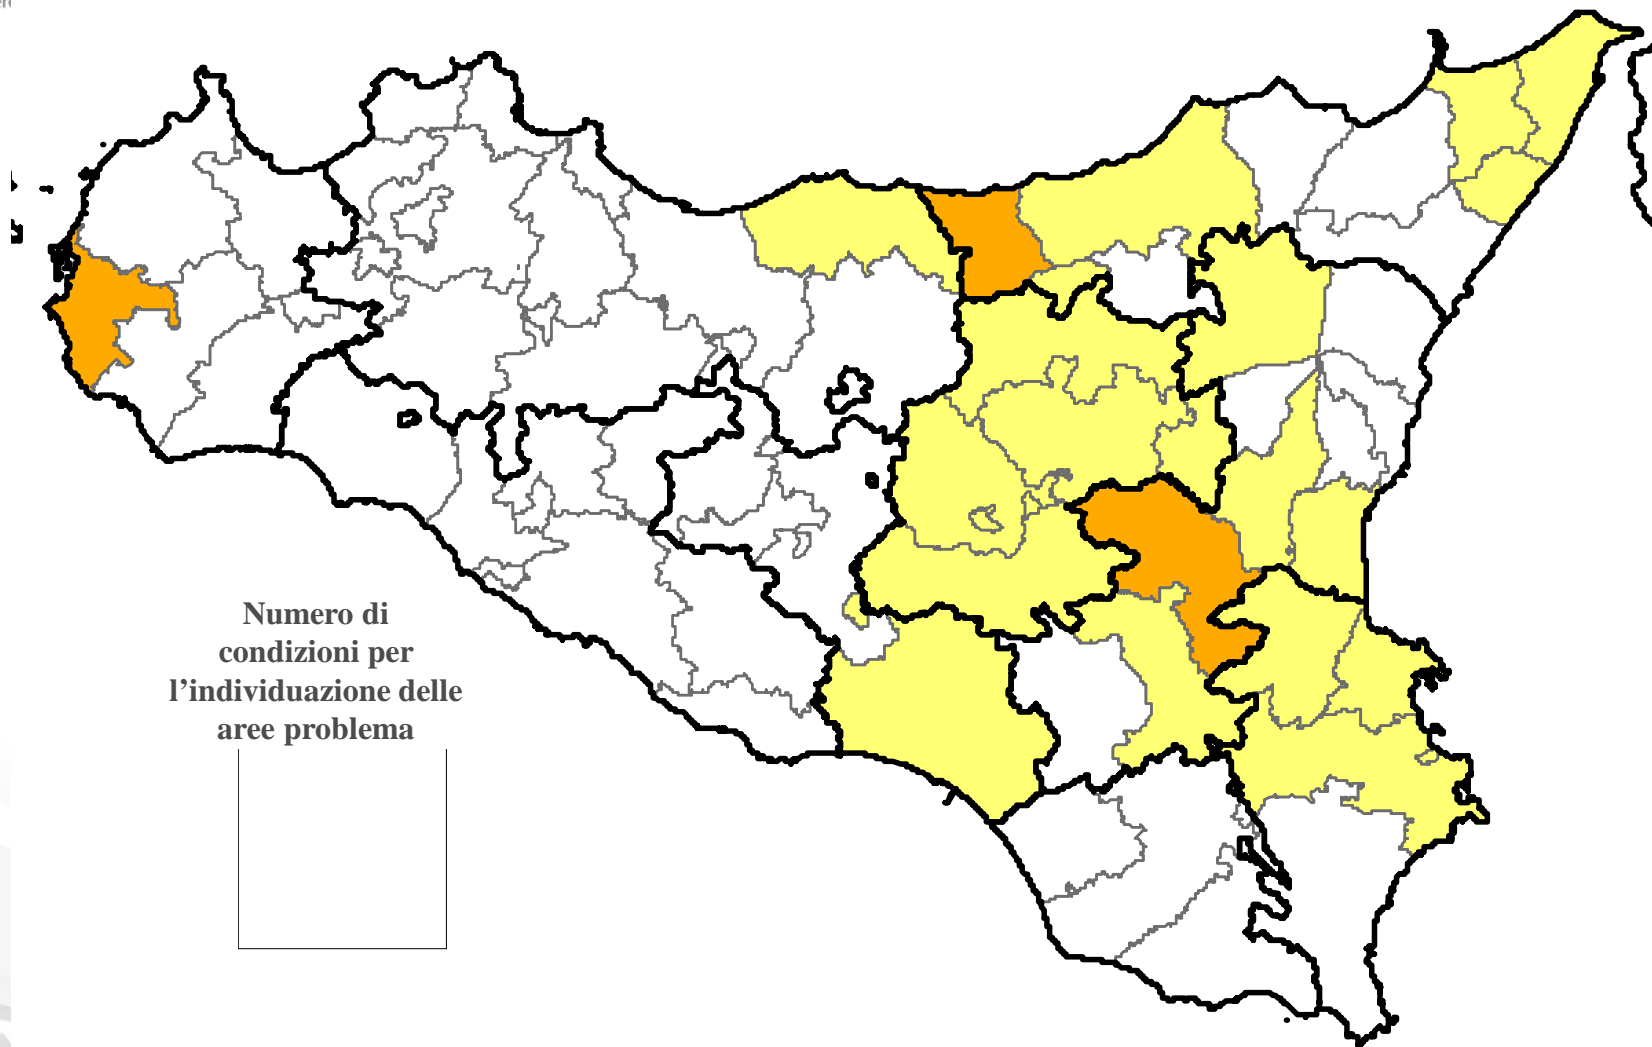 Numero di
condizioni per
l’individuazione delle
aree problema